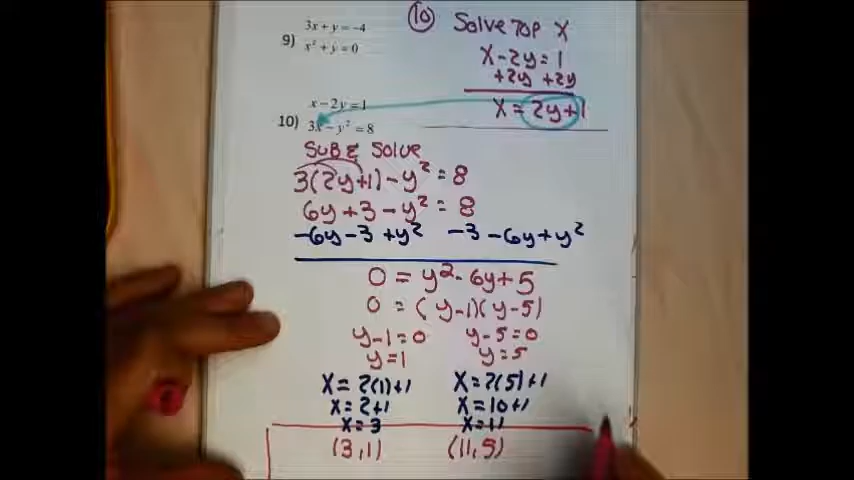 3x + y = -4
9) x² + y = 0
⑩ Solve Top X
X - 2y = 1
+2y +2y
X = 2y+1
x - 2y = 1
10) 3x - y² = 8
Sub & Solve
3(2y+1) - y² = 8
6y + 3 - y² = 8
-6y - 3 + y² -3 - 6y + y²
0 = y² - 6y + 5
0 = (y-1)(y-5)
y-1=0 y-5=0
y=1 y=5
X = 2(1)+1 X = 2(5)+1
X = 2+1 X = 10+1
X = 3 X = 11
(3,1) (11,5)